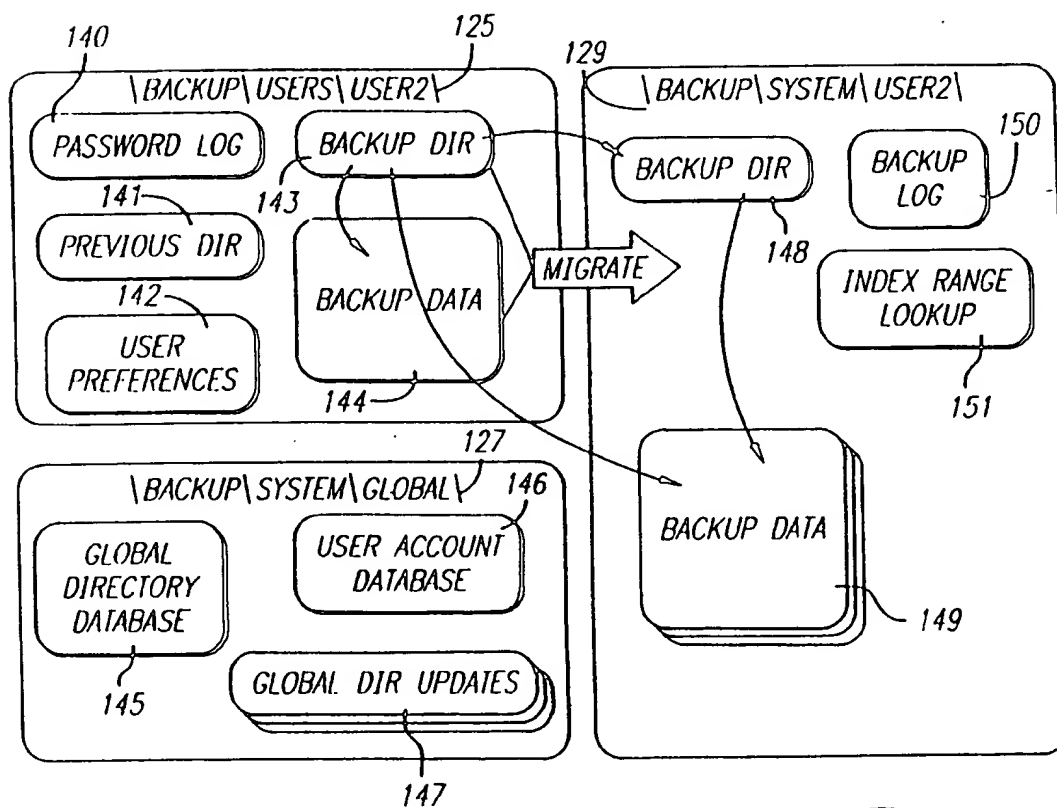 140
125
\BACKUP\USERS\USER2\
PASSWORD LOG
BACKUP DIR
143
141
PREVIOUS DIR
142
USER
PREFERENCES
BACKUP DATA
144
MIGRATE
129
\BACKUP\SYSTEM\USER2\
BACKUP DIR
148
150
BACKUP
LOG
INDEX RANGE
LOOKUP
151
BACKUP DATA
149
127
\BACKUP\SYSTEM\GLOBAL\
146
GLOBAL
DIRECTORY
DATABASE
145
USER ACCOUNT
DATABASE
GLOBAL DIR UPDATES
147